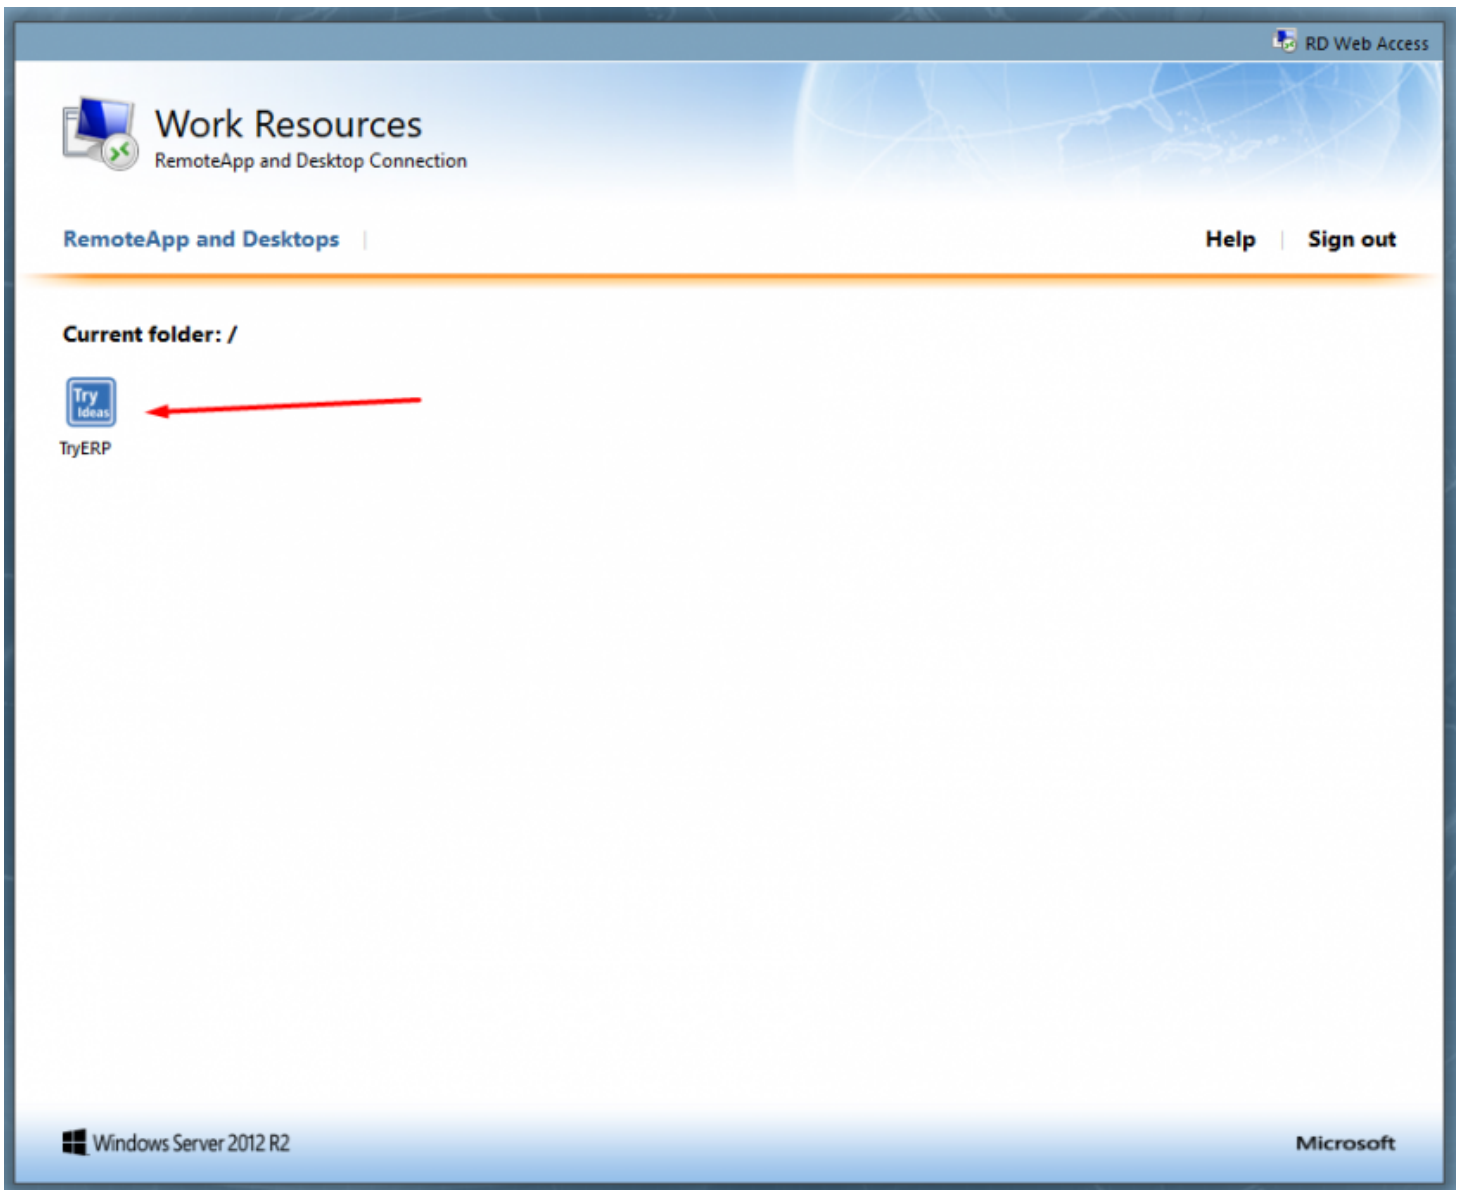 RD Web Access
Work Resources
RemoteApp and Desktop Connection
RemoteApp and Desktops
Help
Sign out
Current folder: /
Try
Ideas
TryERP
Windows Server 2012 R2
Microsoft